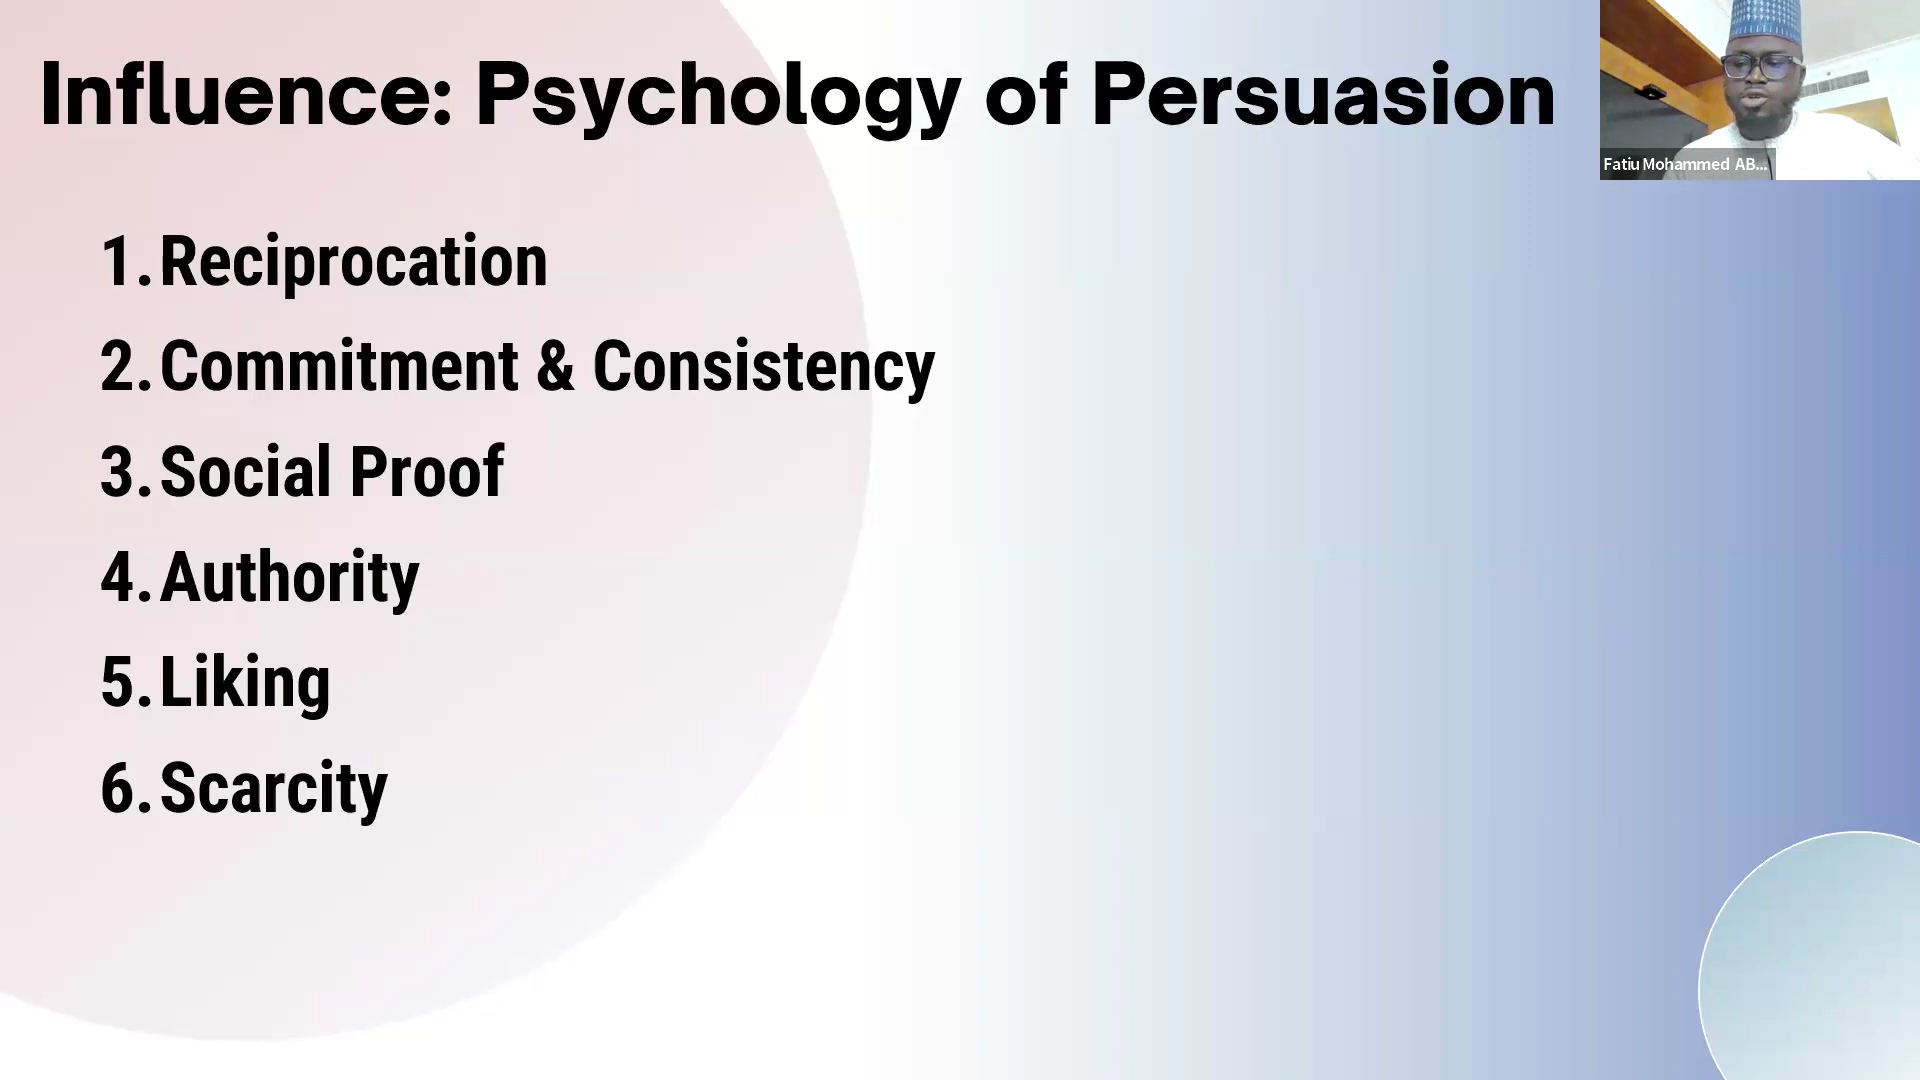 Influence: Psychology of Persuasion
Fatiu Mohammed AB...
1. Reciprocation
2. Commitment & Consistency
3. Social Proof
4. Authority
5. Liking
6. Scarcity